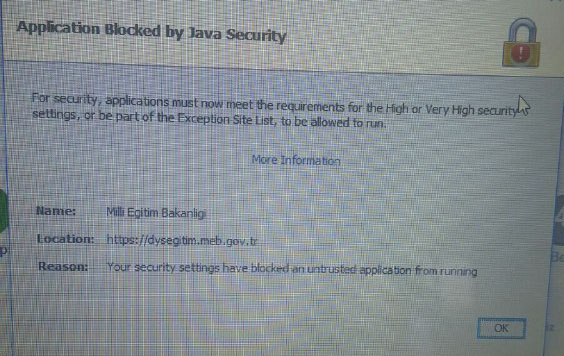 Application Blocked by Java Security
For security, applications must now meet the requirements for the High or Very High security
settings, or be part of the Exception Site List, to be allowed to run.
More Information
Name: Milli Egitim Bakanligi
Location: https://dysegitim.meb.gov.tr
Reason: Your security settings have blocked an untrusted application from running
OK